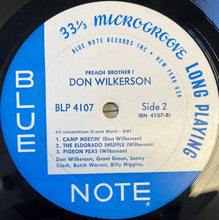 33⅓ MICROGROOVE LONG PLAYING
BLUE NOTE RECORDS INC • NEW YORK USA
PREACH BROTHER!
DON WILKERSON
BLP 4107 Side 2
(BN 4107-B)
All compositions Groove Music - BMI
1. CAMP MEETIN' (Don Wilkerson)
2. THE ELDORADO SHUFFLE (Wilkerson)
3. PIGEON PEAS (Wilkerson)
Don Wilkerson, Grant Green, Sonny
Clark, Butch Warren, Billy Higgins.
BLUE
NOTE